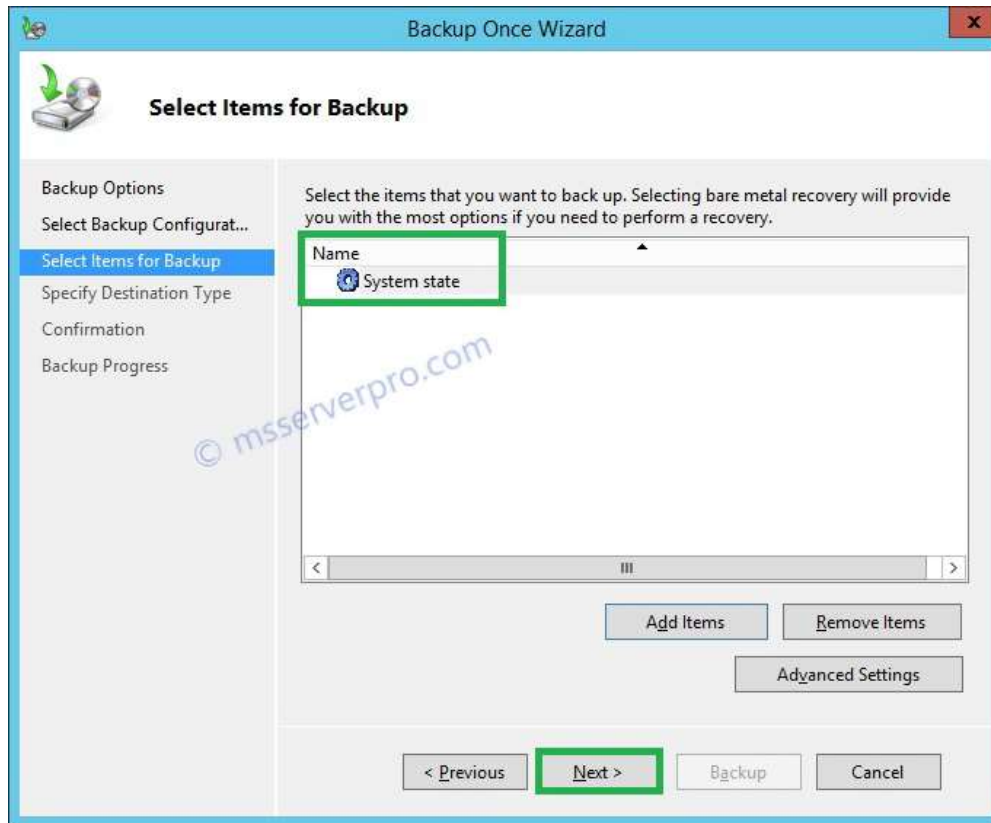 Backup Once Wizard
x
Select Items for Backup
Backup Options
Select Backup Configurat...
Select Items for Backup
Specify Destination Type
Confirmation
Backup Progress
Select the items that you want to back up. Selecting bare metal recovery will provide
you with the most options if you need to perform a recovery.
Name
System state
© msserverpro.com
Add Items
Remove Items
Advanced Settings
< Previous
Next >
Backup
Cancel